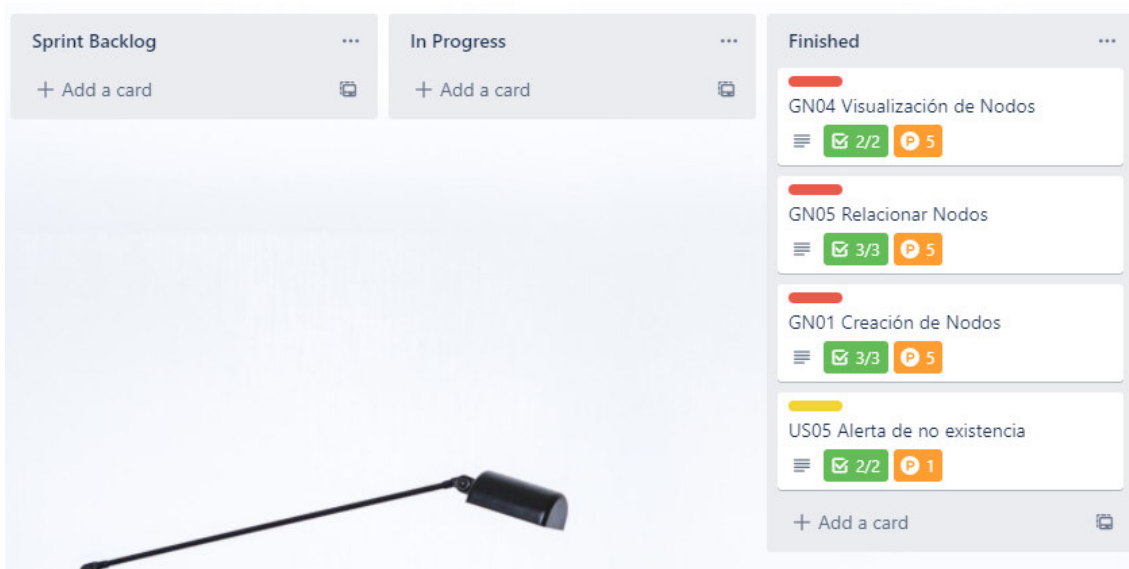 Sprint Backlog
+ Add a card
In Progress
+ Add a card
Finished
GN04 Visualización de Nodos
2/2 P 5
GN05 Relacionar Nodos
3/3 P 5
GN01 Creación de Nodos
3/3 P 5
US05 Alerta de no existencia
2/2 P 1
+ Add a card